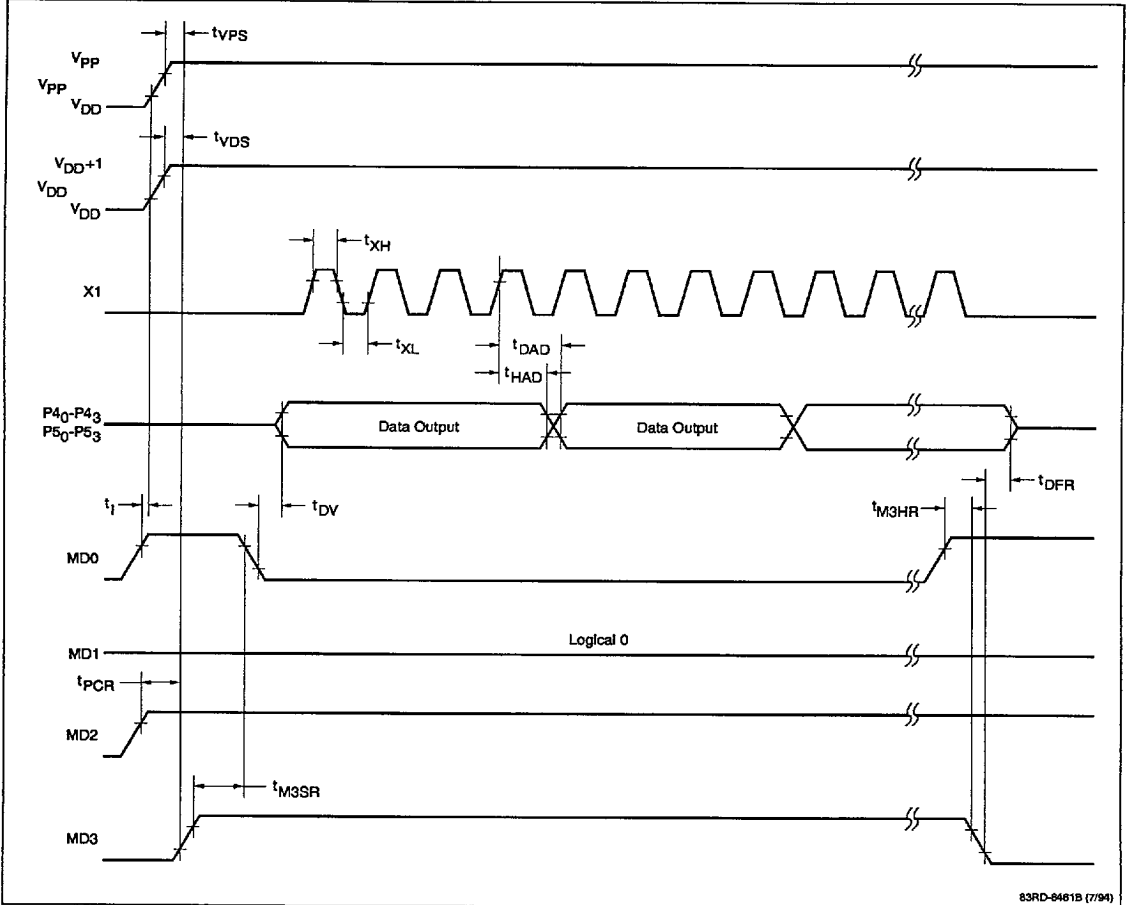 tVPS
VPP
VPP
VDD
tVDS
VDD+1
VDD
VDD
tXH
X1
tXL
tDAD
tHAD
P40-P43
P50-P53
Data Output
Data Output
tDFR
tI
tDV
tM3HR
MD0
Logical 0
MD1
tPCR
MD2
tM3SR
MD3
83RD-8461B (7/94)